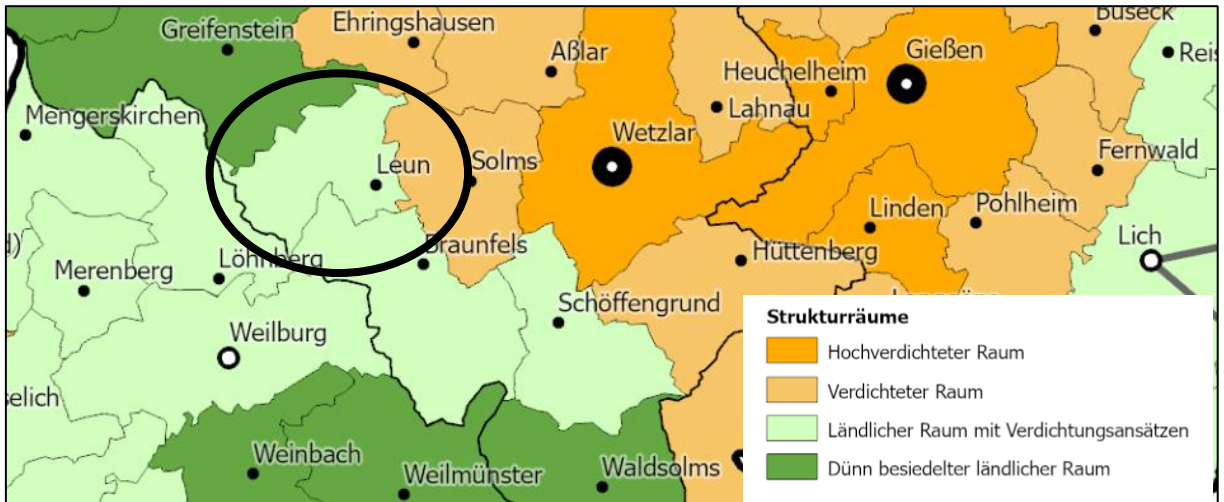 Greifenstein
Ehringshausen
Aßlar
Buseck
Gießen
Heuchelheim
Reis
Mengerskirchen
Lahnau
Wetzlar
Leun
Solms
Fernwald
Linden
Pohlheim
d)
Merenberg
Löhnberg
Braunfels
Hüttenberg
Lich
Schöffengrund
Weilburg
selich
Weinbach
Weilmünster
Waldsolms
Strukturräume
Hochverdichteter Raum
Verdichteter Raum
Ländlicher Raum mit Verdichtungsansätzen
Dünn besiedelter ländlicher Raum